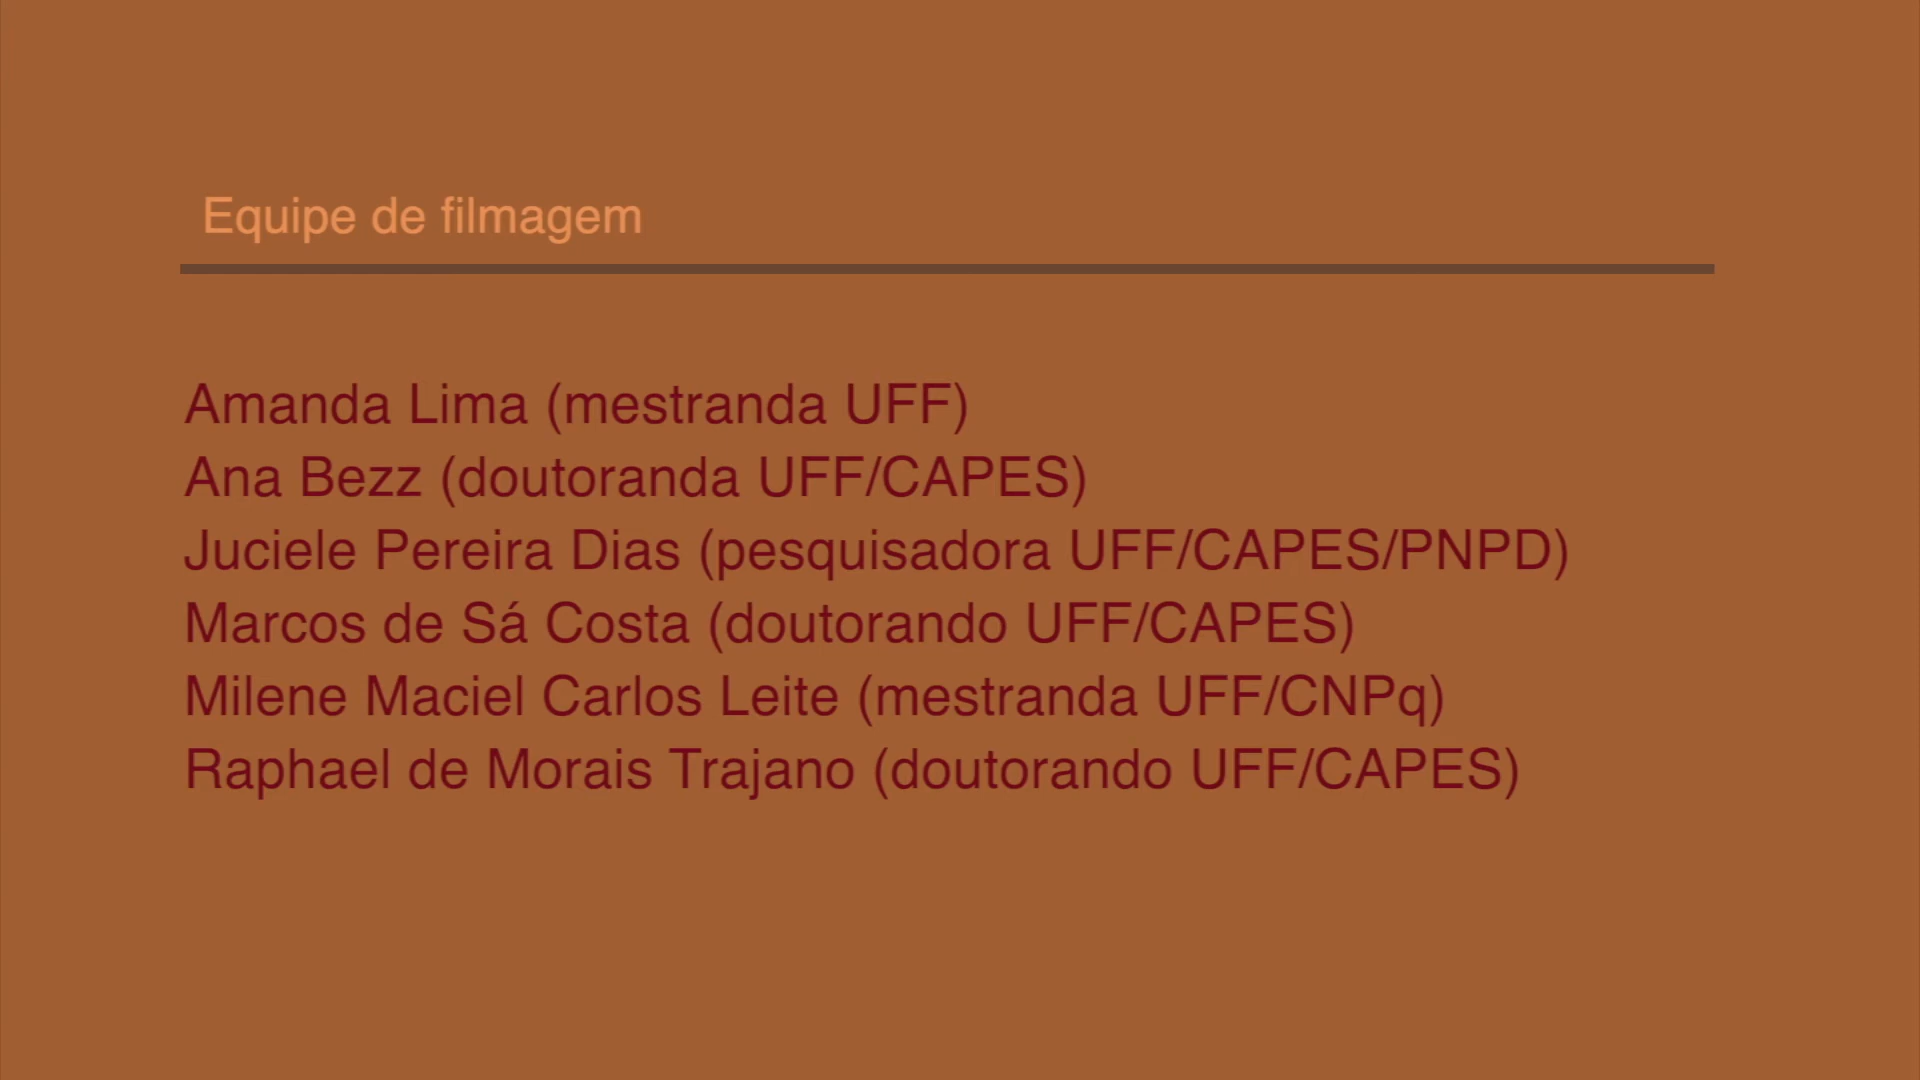 Equipe de filmagem
Amanda Lima (mestranda UFF)
Ana Bezz (doutoranda UFF/CAPES)
Juciele Pereira Dias (pesquisadora UFF/CAPES/PNPD)
Marcos de Sá Costa (doutorando UFF/CAPES)
Milene Maciel Carlos Leite (mestranda UFF/CNPq)
Raphael de Morais Trajano (doutorando UFF/CAPES)